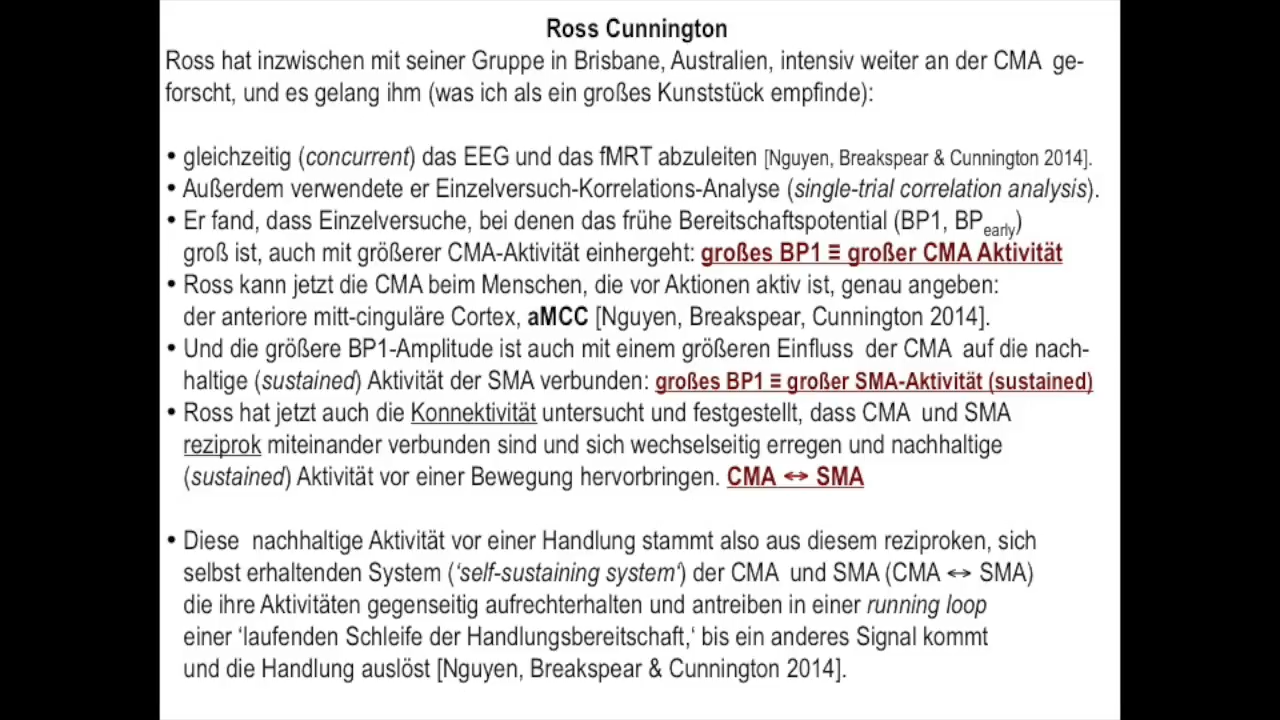 Ross Cunnington
Ross hat inzwischen mit seiner Gruppe in Brisbane, Australien, intensiv weiter an der CMA ge-
forscht, und es gelang ihm (was ich als ein großes Kunststück empfinde):
• gleichzeitig (concurrent) das EEG und das fMRT abzuleiten [Nguyen, Breakspear & Cunnington 2014].
• Außerdem verwendete er Einzelversuch-Korrelations-Analyse (single-trial correlation analysis).
• Er fand, dass Einzelversuche, bei denen das frühe Bereitschaftspotential (BP1, BPearly)
groß ist, auch mit größerer CMA-Aktivität einhergeht: großes BP1 ≡ großer CMA Aktivität
• Ross kann jetzt die CMA beim Menschen, die vor Aktionen aktiv ist, genau angeben:
der anteriore mitt-cinguläre Cortex, aMCC [Nguyen, Breakspear, Cunnington 2014].
• Und die größere BP1-Amplitude ist auch mit einem größeren Einfluss der CMA auf die nach-
haltige (sustained) Aktivität der SMA verbunden: großes BP1 ≡ großer SMA-Aktivität (sustained)
• Ross hat jetzt auch die Konnektivität untersucht und festgestellt, dass CMA und SMA
reziprok miteinander verbunden sind und sich wechselseitig erregen und nachhaltige
(sustained) Aktivität vor einer Bewegung hervorbringen. CMA ↔ SMA
• Diese nachhaltige Aktivität vor einer Handlung stammt also aus diesem reziproken, sich
selbst erhaltenden System (‘self-sustaining system‘) der CMA und SMA (CMA ↔ SMA)
die ihre Aktivitäten gegenseitig aufrechterhalten und antreiben in einer running loop
einer ‘laufenden Schleife der Handlungsbereitschaft,‘ bis ein anderes Signal kommt
und die Handlung auslöst [Nguyen, Breakspear & Cunnington 2014].